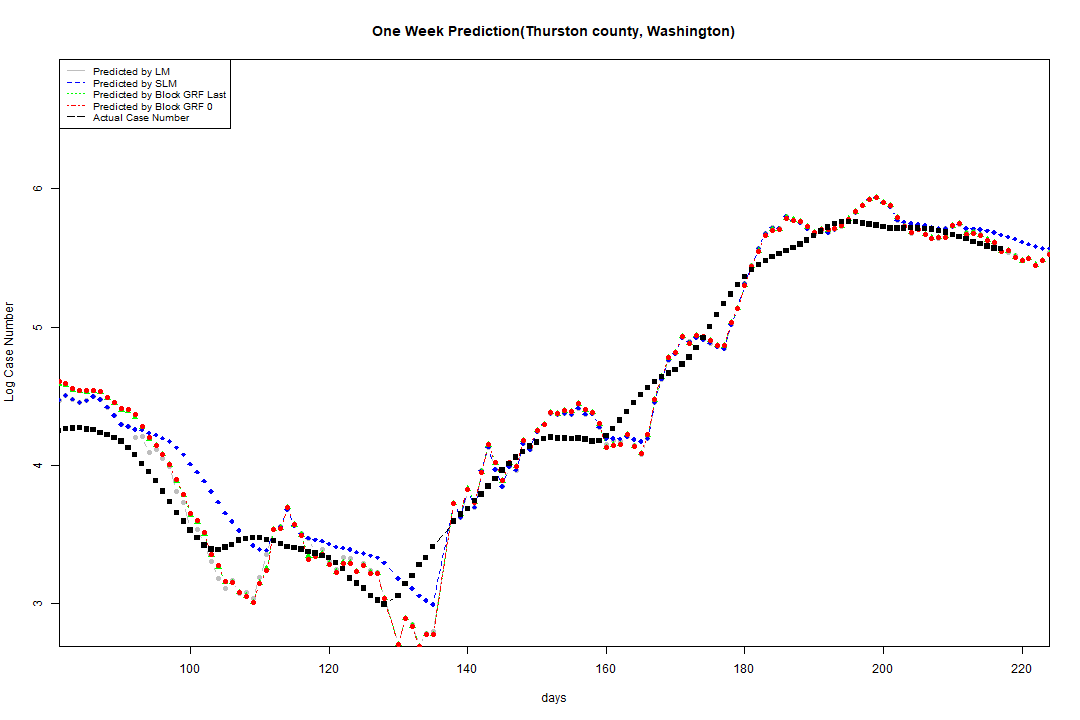 One Week Prediction(Thurston county, Washington)
Predicted by LM
Predicted by SLM
Predicted by Block GRF Last
Predicted by Block GRF 0
Actual Case Number
Log Case Number
6
5
4
3
100 120 140 160 180 200 220
days